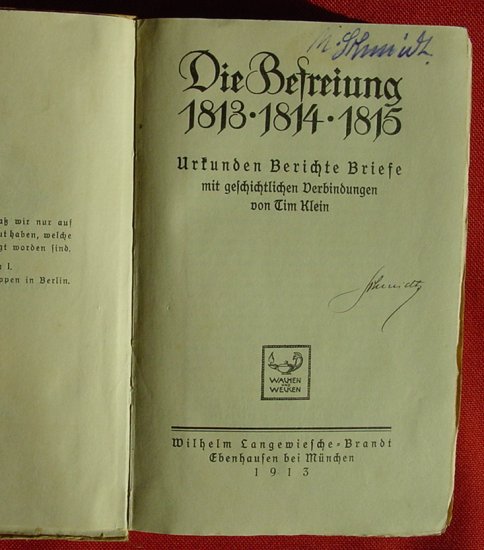 aß wir nur auf
ut haben, welche
gt worden sind.
g I.
ppen in Berlin.
M. Schmidt.
Die Befreiung
1813 · 1814 · 1815
Urkunden Berichte Briefe
mit geschichtlichen Verbindungen
von Tim Klein
Schmidt
WACHEN
UND
WECKEN
Wilhelm Langewiesche-Brandt
Ebenhausen bei München
1913